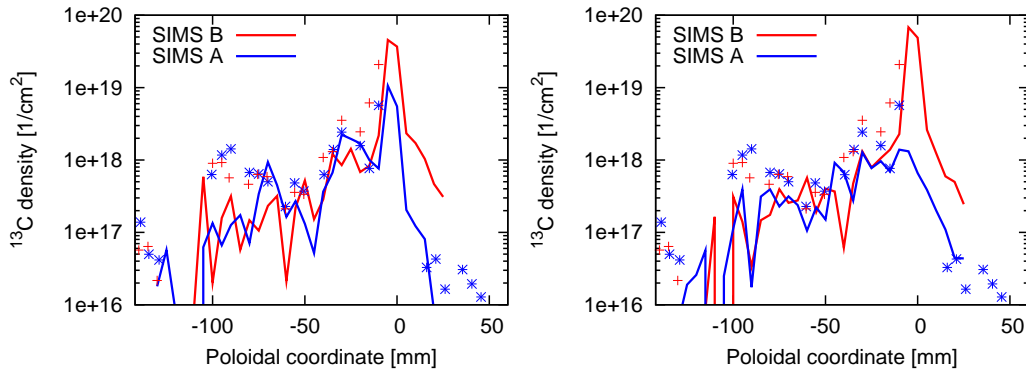 1e+20
1e+19
1e+18
1e+17
1e+16
¹³C density [1/cm²]
SIMS B
SIMS A
-100
-50
0
50
Poloidal coordinate [mm]
1e+20
1e+19
1e+18
1e+17
1e+16
¹³C density [1/cm²]
SIMS B
SIMS A
-100
-50
0
50
Poloidal coordinate [mm]